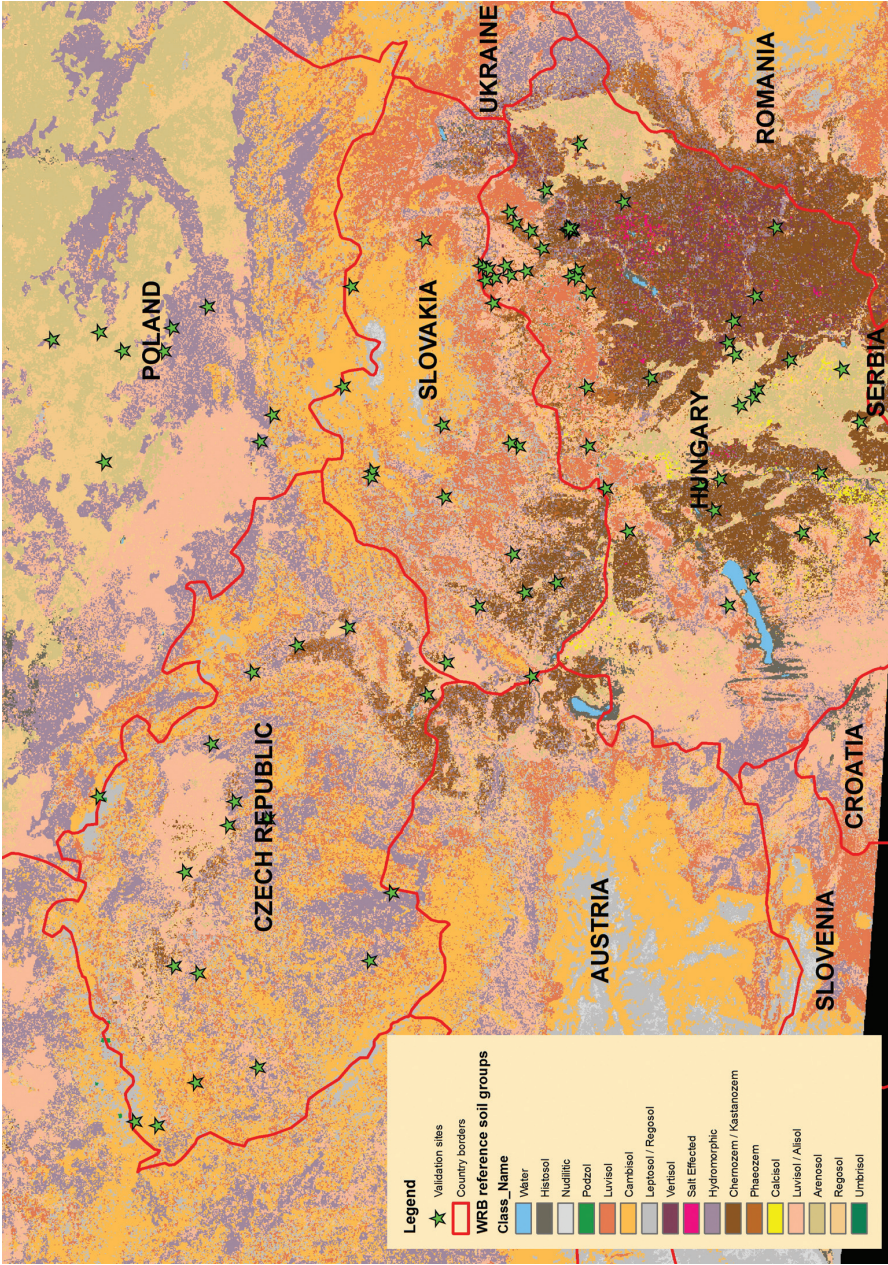 POLAND
UKRAINE
SLOVAKIA
ROMANIA
CZECH REPUBLIC
HUNGARY
SERBIA
AUSTRIA
CROATIA
SLOVENIA
Legend
Validation sites
Country borders
WRB reference soil groups
Class_Name
Water
Histosol
Nudilitic
Podzol
Luvisol
Cambisol
Leptosol / Regosol
Vertisol
Salt Effected
Hydromorphic
Chernozem / Kastanozem
Phaeozem
Calcisol
Luvisol / Alisol
Arenosol
Regosol
Umbrisol